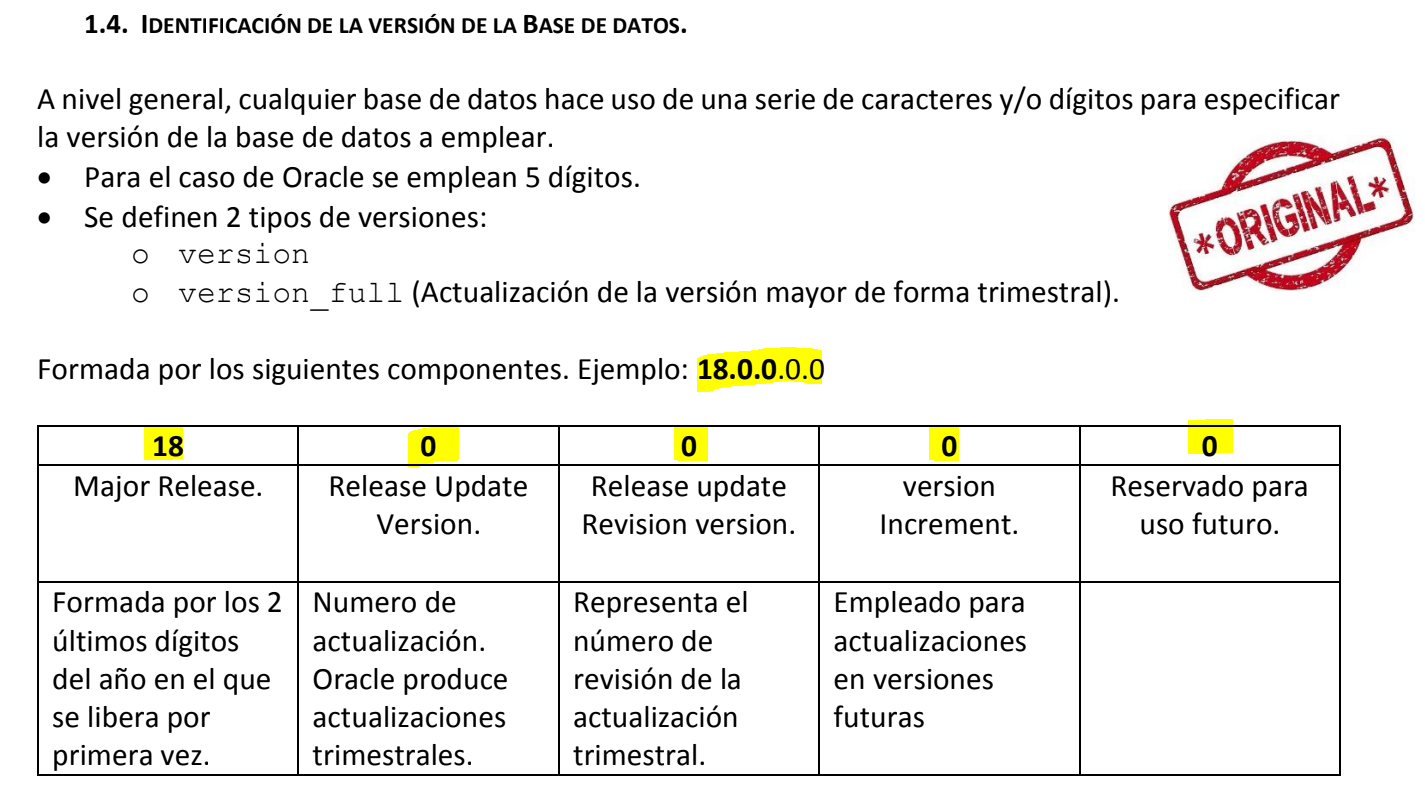 1.4. IDENTIFICACIÓN DE LA VERSIÓN DE LA BASE DE DATOS.
A nivel general, cualquier base de datos hace uso de una serie de caracteres y/o dígitos para especificar
la versión de la base de datos a emplear.
• Para el caso de Oracle se emplean 5 dígitos.
• Se definen 2 tipos de versiones:
o version
o version_full (Actualización de la versión mayor de forma trimestral).
*ORIGINAL*
Formada por los siguientes componentes. Ejemplo: 18.0.0.0.0
18 0 0 0 0
Major Release. Release Update Release update version Reservado para
Version. Revision version. Increment. uso futuro.
Formada por los 2 Numero de Representa el Empleado para
últimos dígitos actualización. número de actualizaciones
del año en el que Oracle produce revisión de la en versiones
se libera por actualizaciones actualización futuras
primera vez. trimestrales. trimestral.